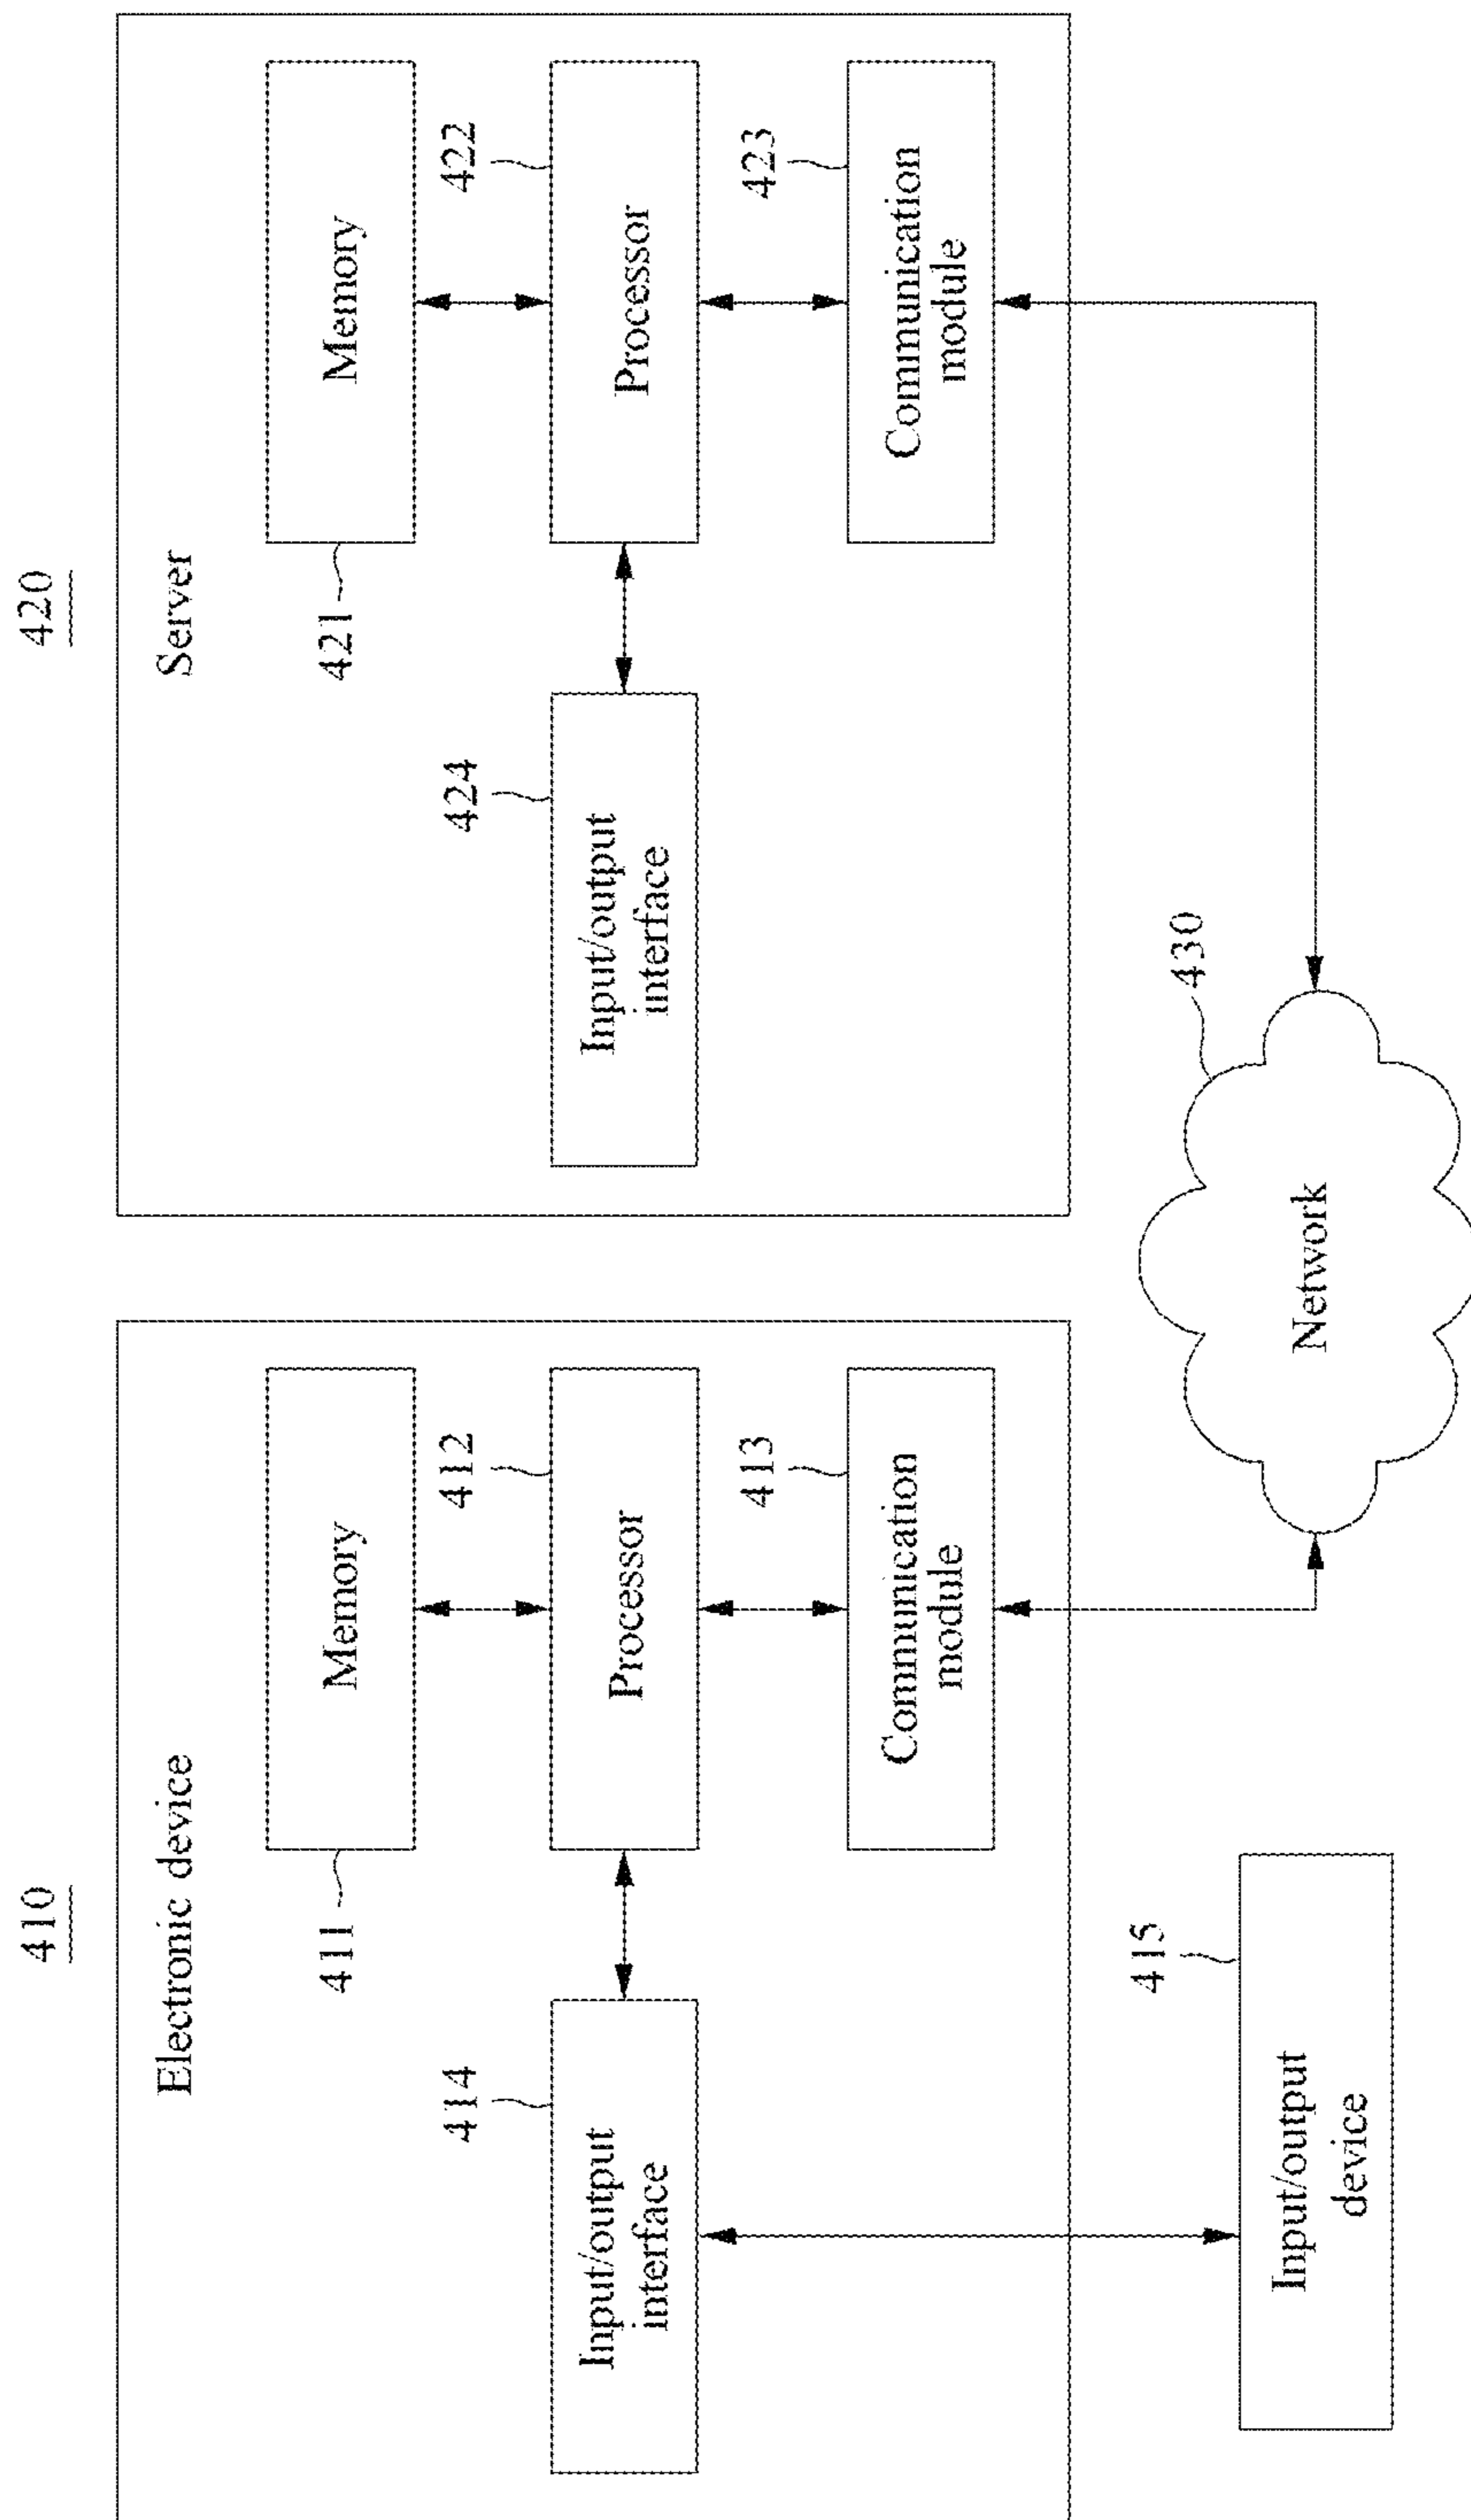 410
Electronic device
411
Memory
412
414
Input/output
interface
Processor
413
Communication
module
415
Input/output
device
420
Server
421
Memory
422
424
Input/output
interface
Processor
423
Communication
module
430
Network